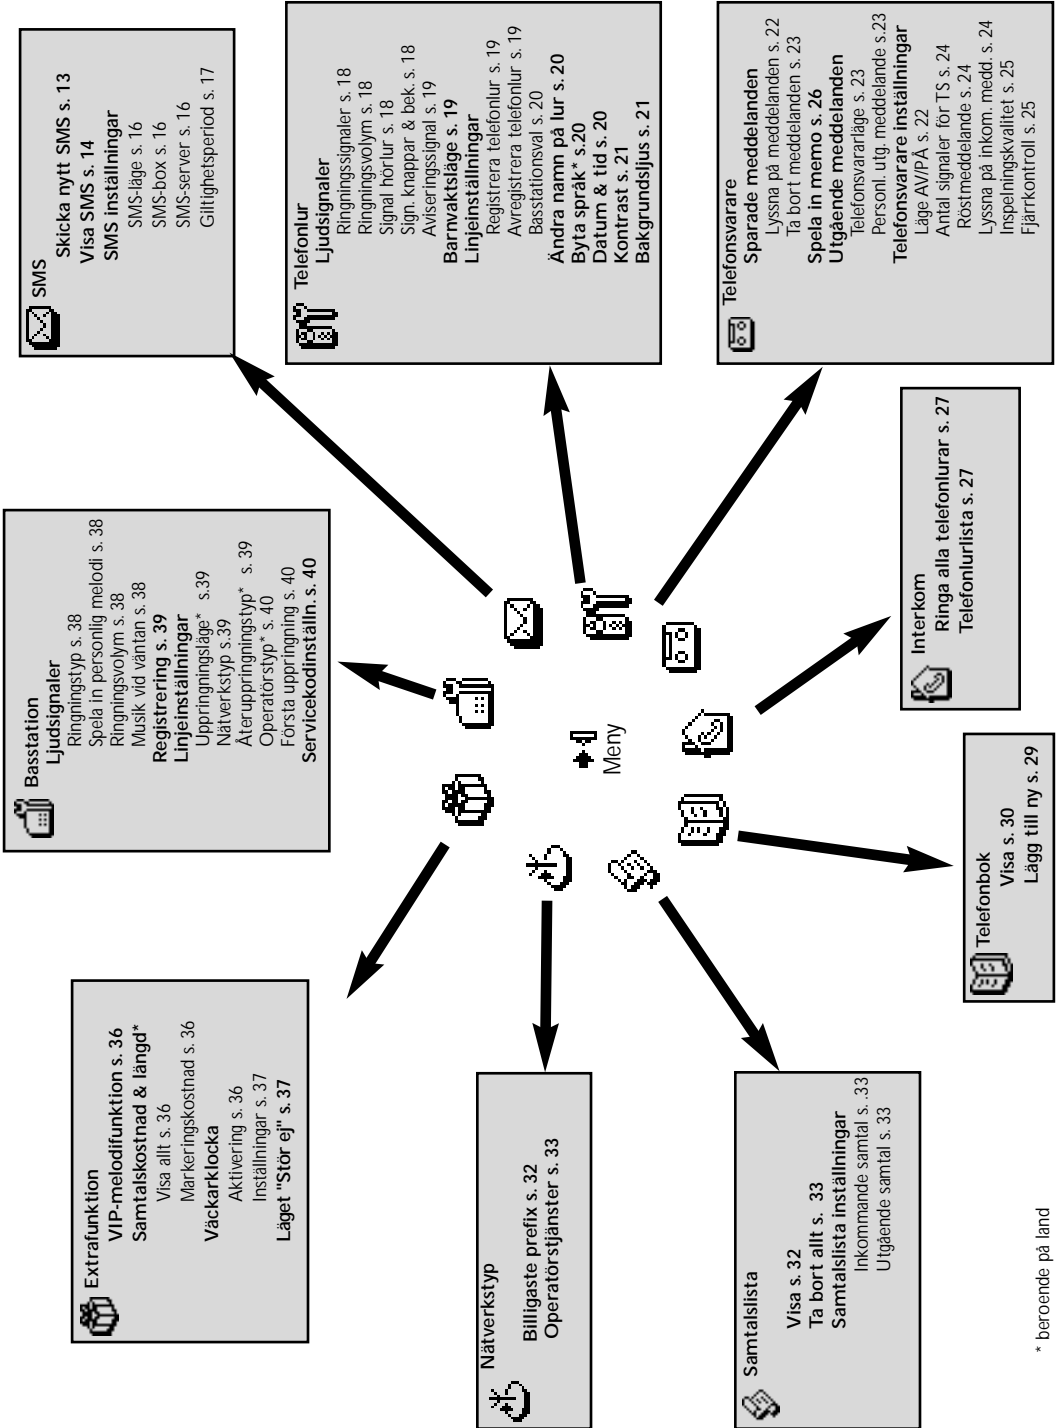 Extrafunktion
VIP-melodifunktion s. 36
Samtalskostnad & längd*
Visa allt s. 36
Markeringskostnad s. 36
Väckarklocka
Aktivering s. 36
Inställningar s. 37
Läget "Stör ej" s. 37
Basstation
Ljudsignaler
Ringningstyp s. 38
Spela in personlig melodi s. 38
Ringningsvolym s. 38
Musik vid väntan s. 38
Registrering s. 39
Linjeinställningar
Uppringningsläge* s.39
Nätverkstyp s.39
Återuppringningstyp* s. 39
Operatörstyp* s. 40
Första uppringning s. 40
Servicekodinställn. s. 40
SMS
Skicka nytt SMS s. 13
Visa SMS s. 14
SMS inställningar
SMS-läge s. 16
SMS-box s. 16
SMS-server s. 16
Giltighetsperiod s. 17
Telefonlur
Ljudsignaler
Ringningssignaler s. 18
Ringningsvolym s. 18
Signal hörlur s. 18
Sign. knappar & bek. s. 18
Aviseringssignal s. 19
Barnvaktsläge s. 19
Linjeinställningar
Registrera telefonlur s. 19
Avregistrera telefonlur s. 19
Basstationsval s. 20
Ändra namn på lur s. 20
Byta språk* s.20
Datum & tid s. 20
Kontrast s. 21
Bakgrundsljus s. 21
Nätverkstyp
Billigaste prefix s. 32
Operatörstjänster s. 33
Meny
Samtalslista
Visa s. 32
Ta bort allt s. 33
Samtalslista inställningar
Inkommande samtal s. .33
Utgående samtal s. 33
Telefonsvarare
Sparade meddelanden
Lyssna på meddelanden s. 22
Ta bort meddelanden s. 23
Spela in memo s. 26
Utgående meddelanden
Telefonsvararläge s. 23
Personl. utg. meddelande s.23
Telefonsvarare inställningar
Läge AV/PÅ s. 22
Antal signaler för TS s. 24
Röstmeddelande s. 24
Lyssna på inkom. medd. s. 24
Inspelningskvalitet s. 25
Fjärrkontroll s. 25
Interkom
Ringa alla telefonlurar s. 27
Telefonlurlista s. 27
Telefonbok
Visa s. 30
Lägg till ny s. 29
* beroende på land